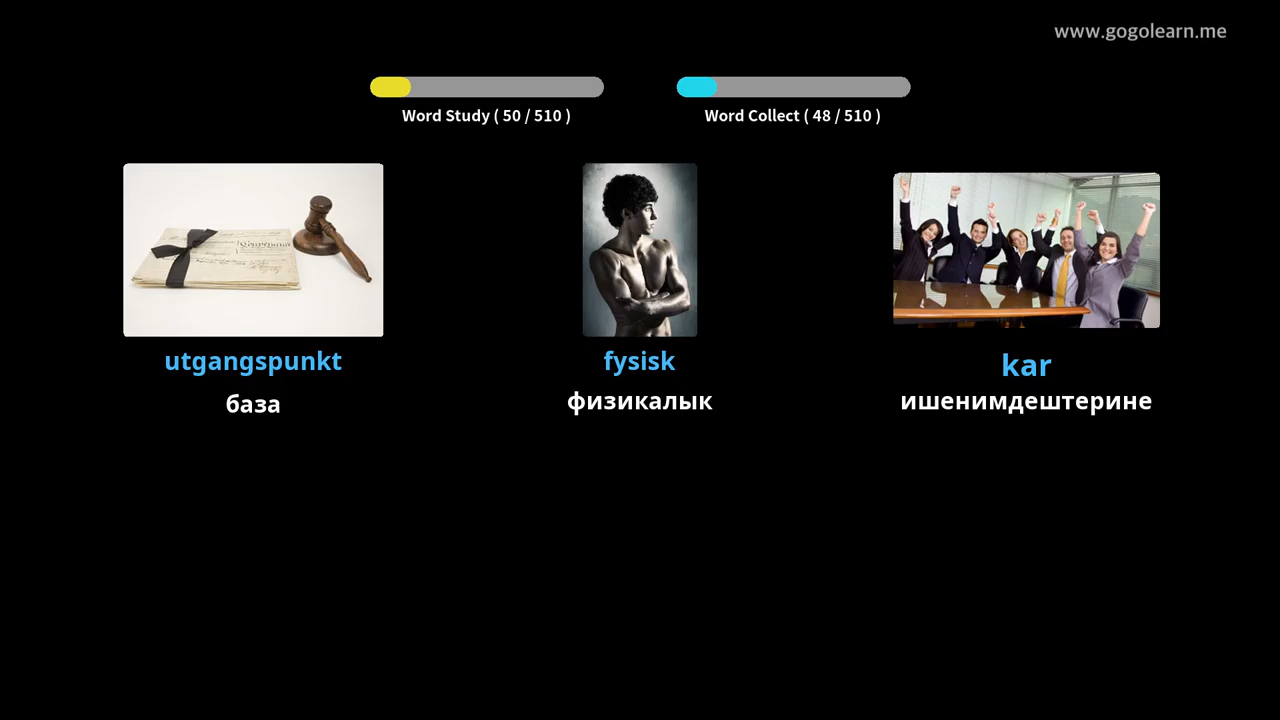 www.gogolearn.me
Word Study ( 50 / 510 )
Word Collect ( 48 / 510 )
utgangspunkt
fysisk
kar
база
физикалык
ишенимдештерине